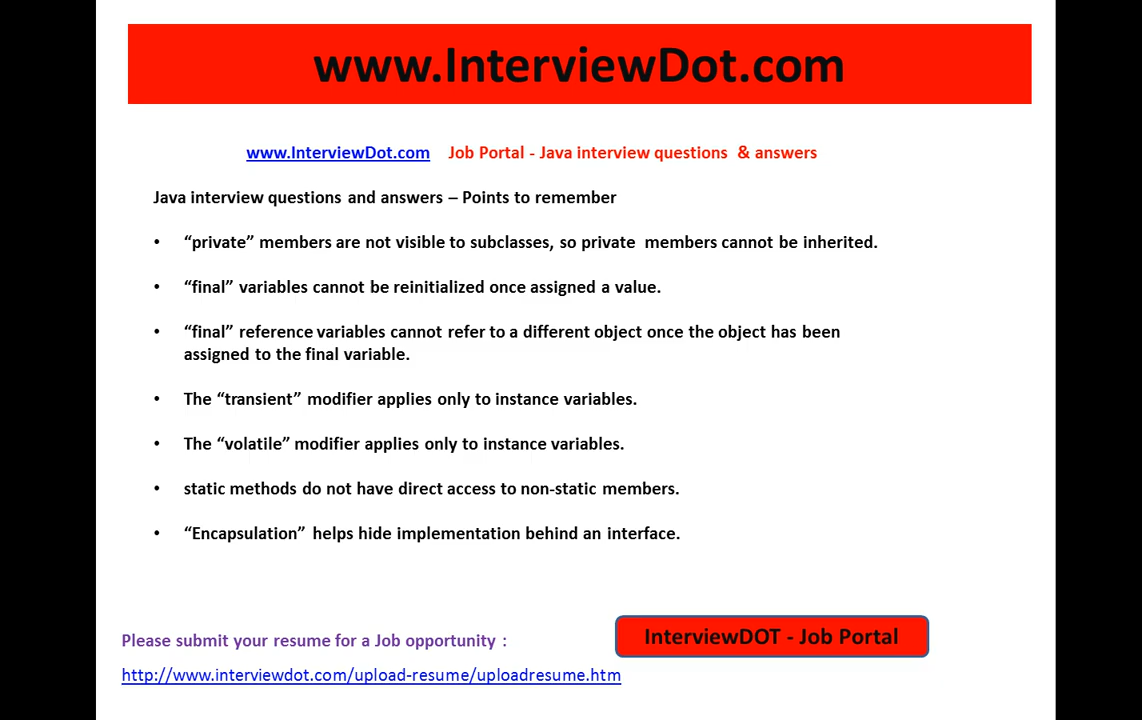 www.InterviewDot.com
www.InterviewDot.com Job Portal - Java interview questions & answers
Java interview questions and answers – Points to remember
• “private” members are not visible to subclasses, so private members cannot be inherited.
• “final” variables cannot be reinitialized once assigned a value.
• “final” reference variables cannot refer to a different object once the object has been
assigned to the final variable.
• The “transient” modifier applies only to instance variables.
• The “volatile” modifier applies only to instance variables.
• static methods do not have direct access to non-static members.
• “Encapsulation” helps hide implementation behind an interface.
Please submit your resume for a Job opportunity :
InterviewDOT - Job Portal
http://www.interviewdot.com/upload-resume/uploadresume.htm